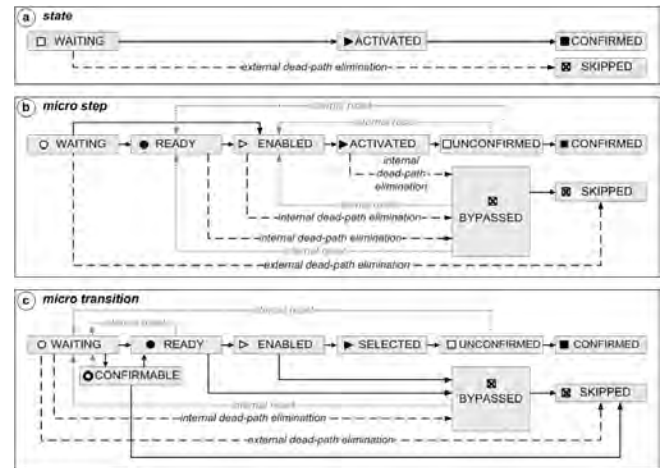 a state
WAITING ACTIVATED CONFIRMED
external dead-path elimination SKIPPED
b micro step
internal reset
internal reset
WAITING READY ENABLED ACTIVATED UNCONFIRMED CONFIRMED
internal
dead-path
elimination
BYPASSED
SKIPPED
internal reset
internal dead-path elimination
internal dead-path elimination
internal reset
external dead-path elimination
c micro transition
internal reset
internal reset
WAITING READY ENABLED SELECTED UNCONFIRMED CONFIRMED
CONFIRMABLE
BYPASSED
SKIPPED
internal reset
internal dead-path elimination
external dead-path elimination